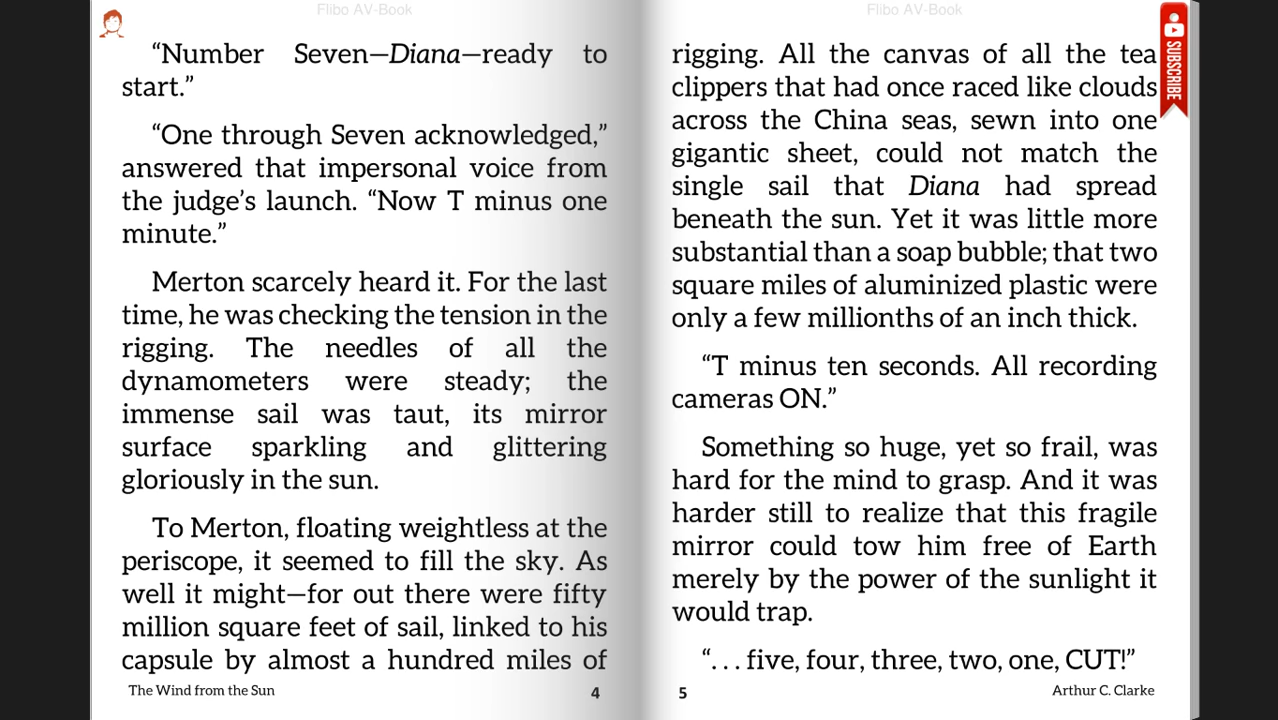 Flibo AV-Book
“Number Seven—Diana—ready to
start.”
“One through Seven acknowledged,”
answered that impersonal voice from
the judge’s launch. “Now T minus one
minute.”
Merton scarcely heard it. For the last
time, he was checking the tension in the
rigging. The needles of all the
dynamometers were steady; the
immense sail was taut, its mirror
surface sparkling and glittering
gloriously in the sun.
To Merton, floating weightless at the
periscope, it seemed to fill the sky. As
well it might—for out there were fifty
million square feet of sail, linked to his
capsule by almost a hundred miles of
The Wind from the Sun
4
Flibo AV-Book
rigging. All the canvas of all the tea
clippers that had once raced like clouds
across the China seas, sewn into one
gigantic sheet, could not match the
single sail that Diana had spread
beneath the sun. Yet it was little more
substantial than a soap bubble; that two
square miles of aluminized plastic were
only a few millionths of an inch thick.
“T minus ten seconds. All recording
cameras ON.”
Something so huge, yet so frail, was
hard for the mind to grasp. And it was
harder still to realize that this fragile
mirror could tow him free of Earth
merely by the power of the sunlight it
would trap.
“. . . five, four, three, two, one, CUT!”
5
Arthur C. Clarke
SUBSCRIBE